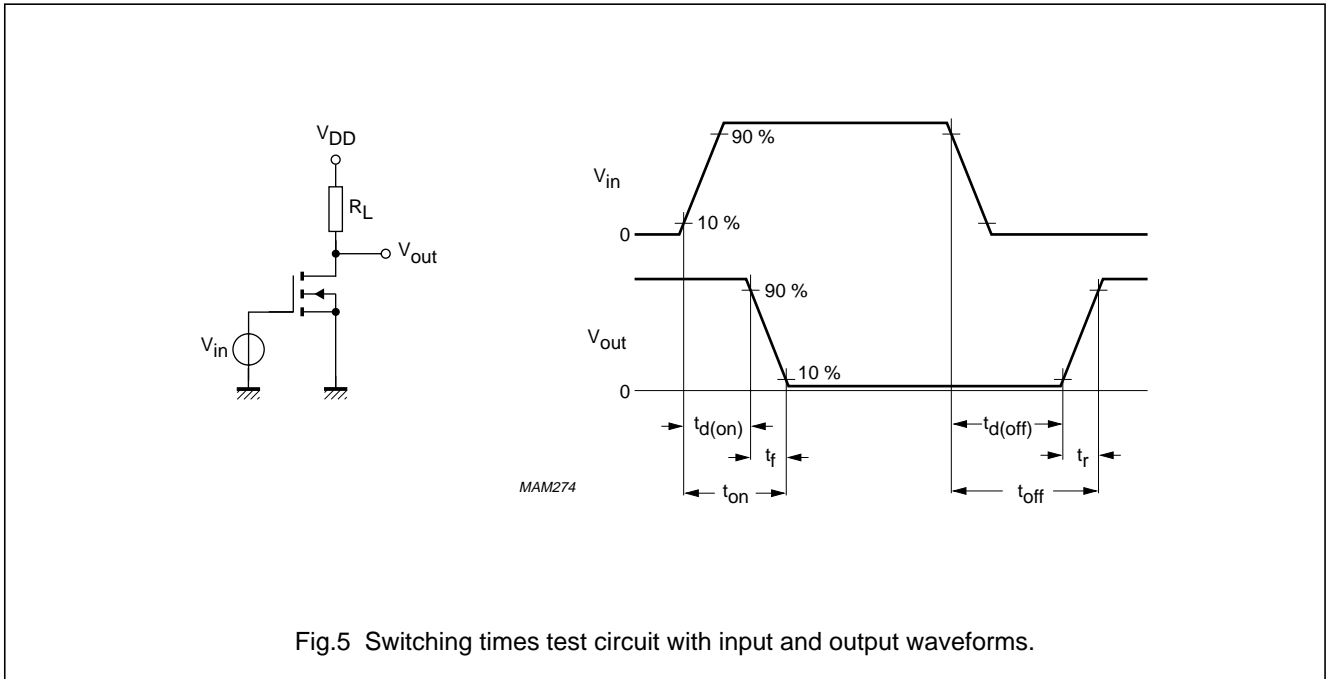 VDD
RL
Vout
Vin
MAM274
Vin
90 %
10 %
0
90 %
Vout
10 %
0
td(on)
td(off)
tf
tr
ton
toff
Fig.5 Switching times test circuit with input and output waveforms.